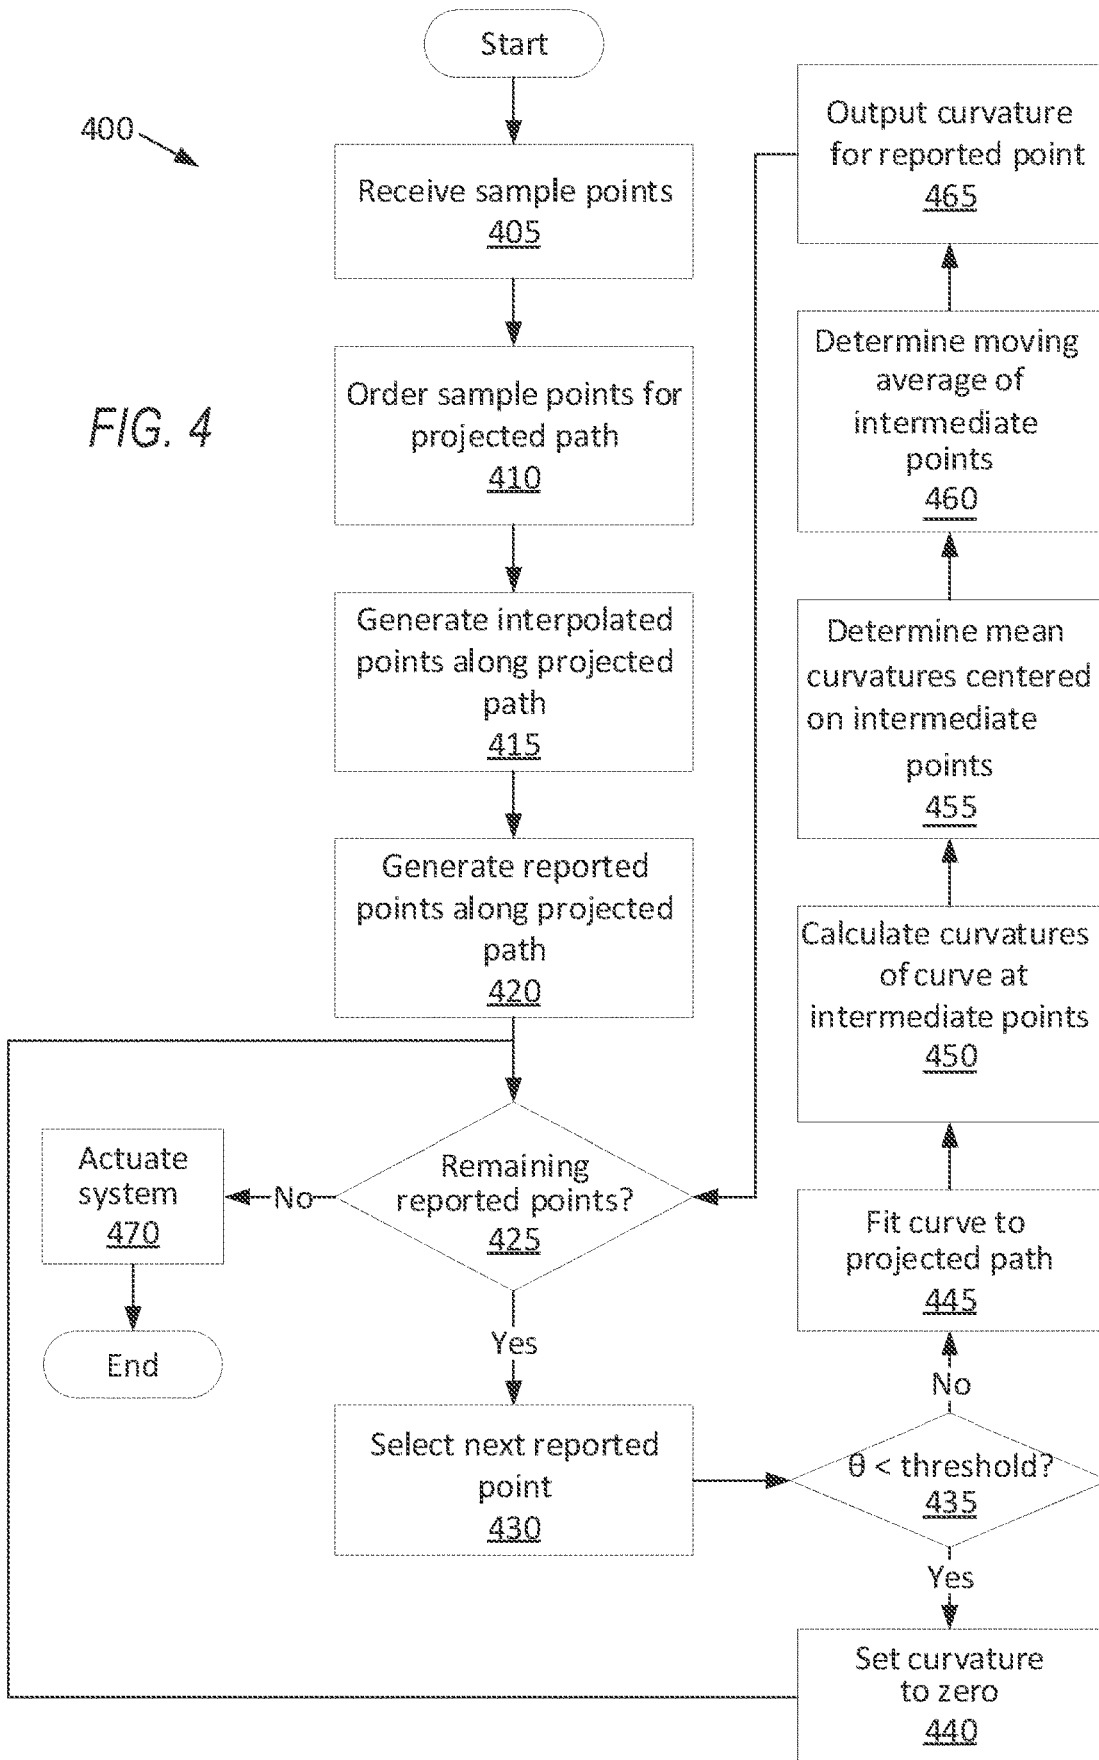 Start
400
Receive sample points
405
FIG. 4
Order sample points for
projected path
410
Generate interpolated
points along projected
path
415
Generate reported
points along projected
path
420
Remaining
reported points?
425
No
Actuate
system
470
End
Yes
Select next reported
point
430
θ < threshold?
435
Yes
Set curvature
to zero
440
No
Fit curve to
projected path
445
Calculate curvatures
of curve at
intermediate points
450
Determine mean
curvatures centered
on intermediate
points
455
Determine moving
average of
intermediate
points
460
Output curvature
for reported point
465